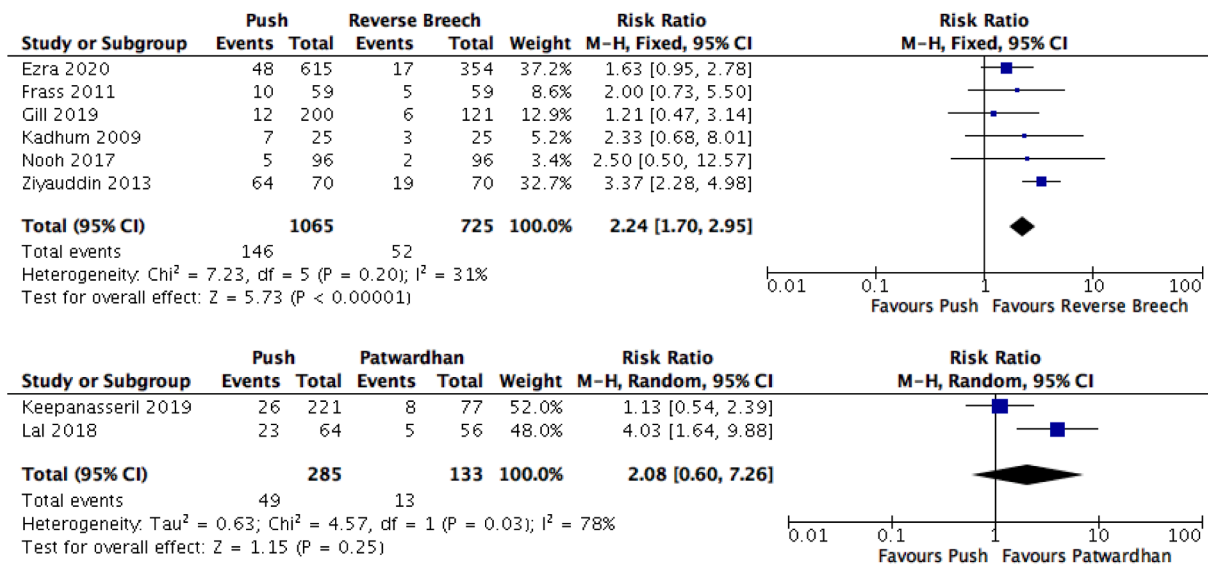 Push Reverse Breech Risk Ratio Risk Ratio
Study or Subgroup Events Total Events Total Weight M-H, Fixed, 95% CI M-H, Fixed, 95% CI
Ezra 2020 48 615 17 354 37.2% 1.63 [0.95, 2.78]
Frass 2011 10 59 5 59 8.6% 2.00 [0.73, 5.50]
Gill 2019 12 200 6 121 12.9% 1.21 [0.47, 3.14]
Kadhum 2009 7 25 3 25 5.2% 2.33 [0.68, 8.01]
Nooh 2017 5 96 2 96 3.4% 2.50 [0.50, 12.57]
Ziyauddin 2013 64 70 19 70 32.7% 3.37 [2.28, 4.98]
Total (95% CI) 1065 725 100.0% 2.24 [1.70, 2.95]
Total events 146 52
Heterogeneity: Chi² = 7.23, df = 5 (P = 0.20); I² = 31%
Test for overall effect: Z = 5.73 (P < 0.00001)
0.01 0.1 1 10 100
Favours Push Favours Reverse Breech
Push Patwardhan Risk Ratio Risk Ratio
Study or Subgroup Events Total Events Total Weight M-H, Random, 95% CI M-H, Random, 95% CI
Keepanasseril 2019 26 221 8 77 52.0% 1.13 [0.54, 2.39]
Lal 2018 23 64 5 56 48.0% 4.03 [1.64, 9.88]
Total (95% CI) 285 133 100.0% 2.08 [0.60, 7.26]
Total events 49 13
Heterogeneity: Tau² = 0.63; Chi² = 4.57, df = 1 (P = 0.03); I² = 78%
Test for overall effect: Z = 1.15 (P = 0.25)
0.01 0.1 1 10 100
Favours Push Favours Patwardhan